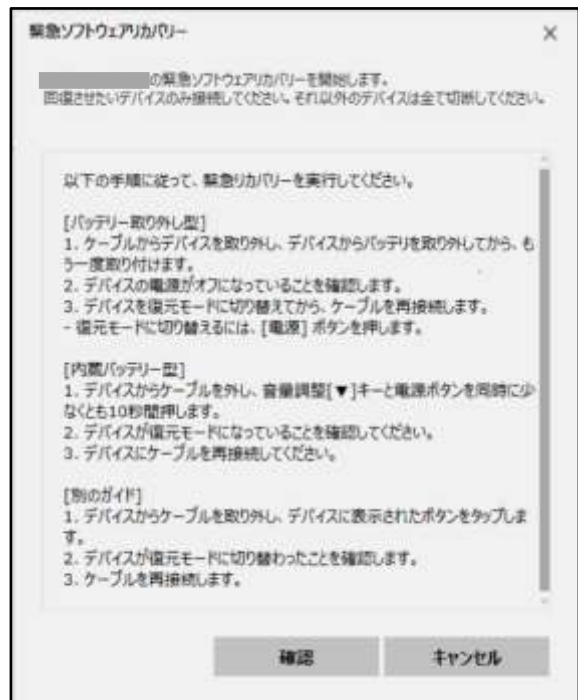 緊急ソフトウェアリカバリー
の緊急ソフトウェアリカバリーを開始します。
回復させたいデバイスのみ接続してください。それ以外のデバイスは全て切断してください。
以下の手順に従って、緊急リカバリーを実行してください。
[バッテリー取り外し型]
1. ケーブルからデバイスを取り外し、デバイスからバッテリを取り外してから、も
う一度取り付けます。
2. デバイスの電源がオフになっていることを確認します。
3. デバイスを復元モードに切り替えてから、ケーブルを再接続します。
- 復元モードに切り替えるには、[電源] ボタンを押します。
[内蔵バッテリー型]
1. デバイスからケーブルを外し、音量調整[▼]キーと電源ボタンを同時に少
なくとも10秒間押します。
2. デバイスが復元モードになっていることを確認してください。
3. デバイスにケーブルを再接続してください。
[別のガイド]
1. デバイスからケーブルを取り外し、デバイスに表示されたボタンをタップしま
す。
2. デバイスが復元モードに切り替わったことを確認します。
3. ケーブルを再接続します。
確認
キャンセル